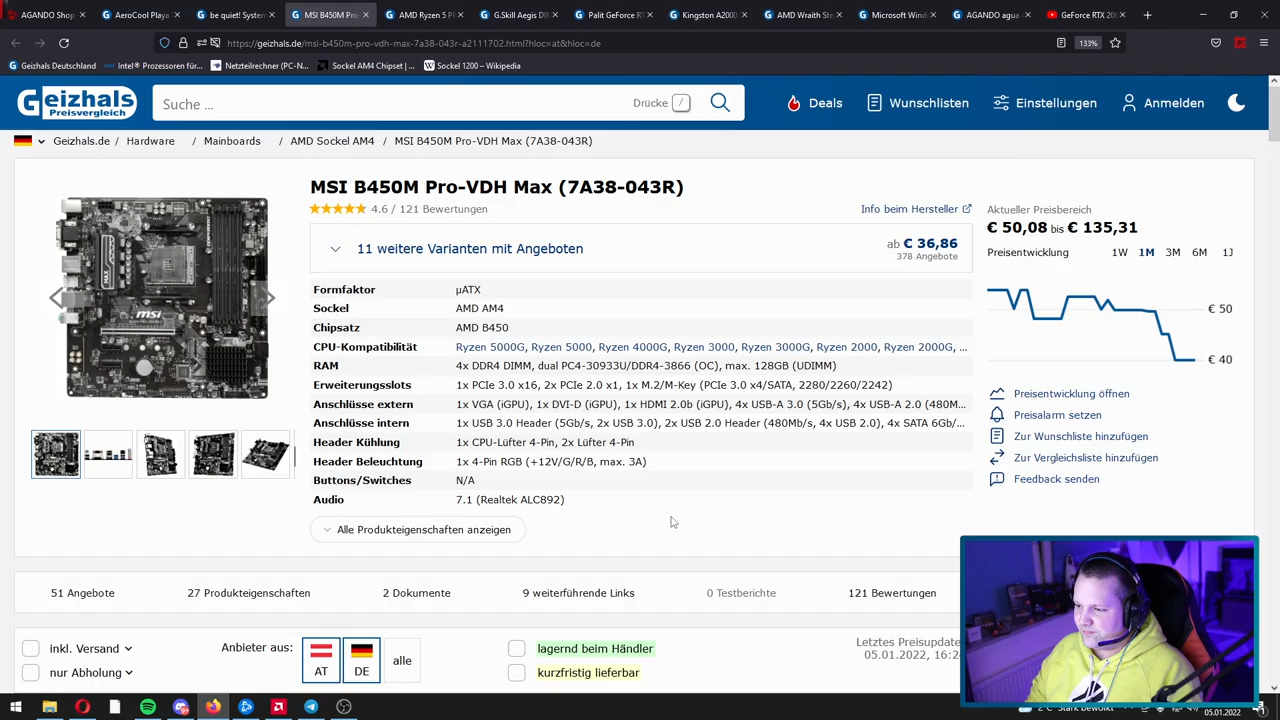 AGANDO Shop
AeroCool Playa
be quiet! System
MSI B450M Pro-
AMD Ryzen 5 PR
G.Skill Aegis DIM
Palit GeForce RT
Kingston A2000
AMD Wraith Ste
Microsoft Wind
AGANDO agua
GeForce RTX 206
https://geizhals.de/msi-b450m-pro-vdh-max-7a38-043r-a2111702.html?hloc=at&hloc=de
133%
Geizhals Deutschland
Intel® Prozessoren für...
Netzteilrechner (PC-N...
Sockel AM4 Chipset |...
Sockel 1200 – Wikipedia
Geizhals
Preisvergleich
Suche ...
Drücke /
Deals
Wunschlisten
Einstellungen
Anmelden
Geizhals.de / Hardware / Mainboards / AMD Sockel AM4 / MSI B450M Pro-VDH Max (7A38-043R)
MSI B450M Pro-VDH Max (7A38-043R)
4.6 / 121 Bewertungen
Info beim Hersteller
11 weitere Varianten mit Angeboten
ab € 36,86
378 Angebote
Formfaktor µATX
Sockel AMD AM4
Chipsatz AMD B450
CPU-Kompatibilität Ryzen 5000G, Ryzen 5000, Ryzen 4000G, Ryzen 3000, Ryzen 3000G, Ryzen 2000, Ryzen 2000G, ...
RAM 4x DDR4 DIMM, dual PC4-30933U/DDR4-3866 (OC), max. 128GB (UDIMM)
Erweiterungsslots 1x PCIe 3.0 x16, 2x PCIe 2.0 x1, 1x M.2/M-Key (PCIe 3.0 x4/SATA, 2280/2260/2242)
Anschlüsse extern 1x VGA (iGPU), 1x DVI-D (iGPU), 1x HDMI 2.0b (iGPU), 4x USB-A 3.0 (5Gb/s), 4x USB-A 2.0 (480M...
Anschlüsse intern 1x USB 3.0 Header (5Gb/s, 2x USB 3.0), 2x USB 2.0 Header (480Mb/s, 4x USB 2.0), 4x SATA 6Gb/...
Header Kühlung 1x CPU-Lüfter 4-Pin, 2x Lüfter 4-Pin
Header Beleuchtung 1x 4-Pin RGB (+12V/G/R/B, max. 3A)
Buttons/Switches N/A
Audio 7.1 (Realtek ALC892)
Alle Produkteigenschaften anzeigen
Aktueller Preisbereich
€ 50,08 bis € 135,31
Preisentwicklung 1W 1M 3M 6M 1J
€ 50
€ 40
Preisentwicklung öffnen
Preisalarm setzen
Zur Wunschliste hinzufügen
Zur Vergleichsliste hinzufügen
Feedback senden
msi
MAX
51 Angebote
27 Produkteigenschaften
2 Dokumente
9 weiterführende Links
0 Testberichte
121 Bewertungen
inkl. Versand
nur Abholung
Anbieter aus:
AT
DE
alle
lagernd beim Händler
kurzfristig lieferbar
Letztes Preisupdate
05.01.2022, 16:2
2°C Stark bewölkt
05.01.2022